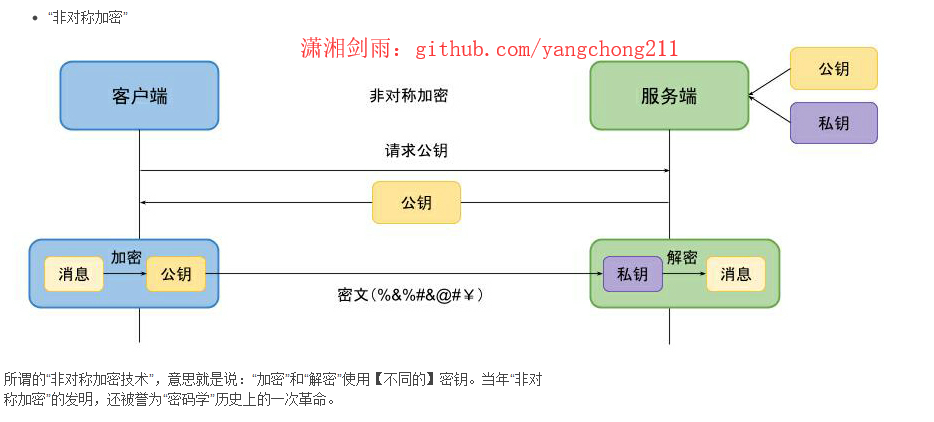 “非对称加密”
潇湘剑雨：github.com/yangchong211
客户端
非对称加密
服务端
公钥
私钥
请求公钥
公钥
加密
消息
公钥
密文(%&%#&@#￥)
解密
私钥
消息
所谓的“非对称加密技术”，意思就是说：“加密”和“解密”使用【不同的】密钥。当年“非对
称加密”的发明，还被誉为“密码学”历史上的一次革命。